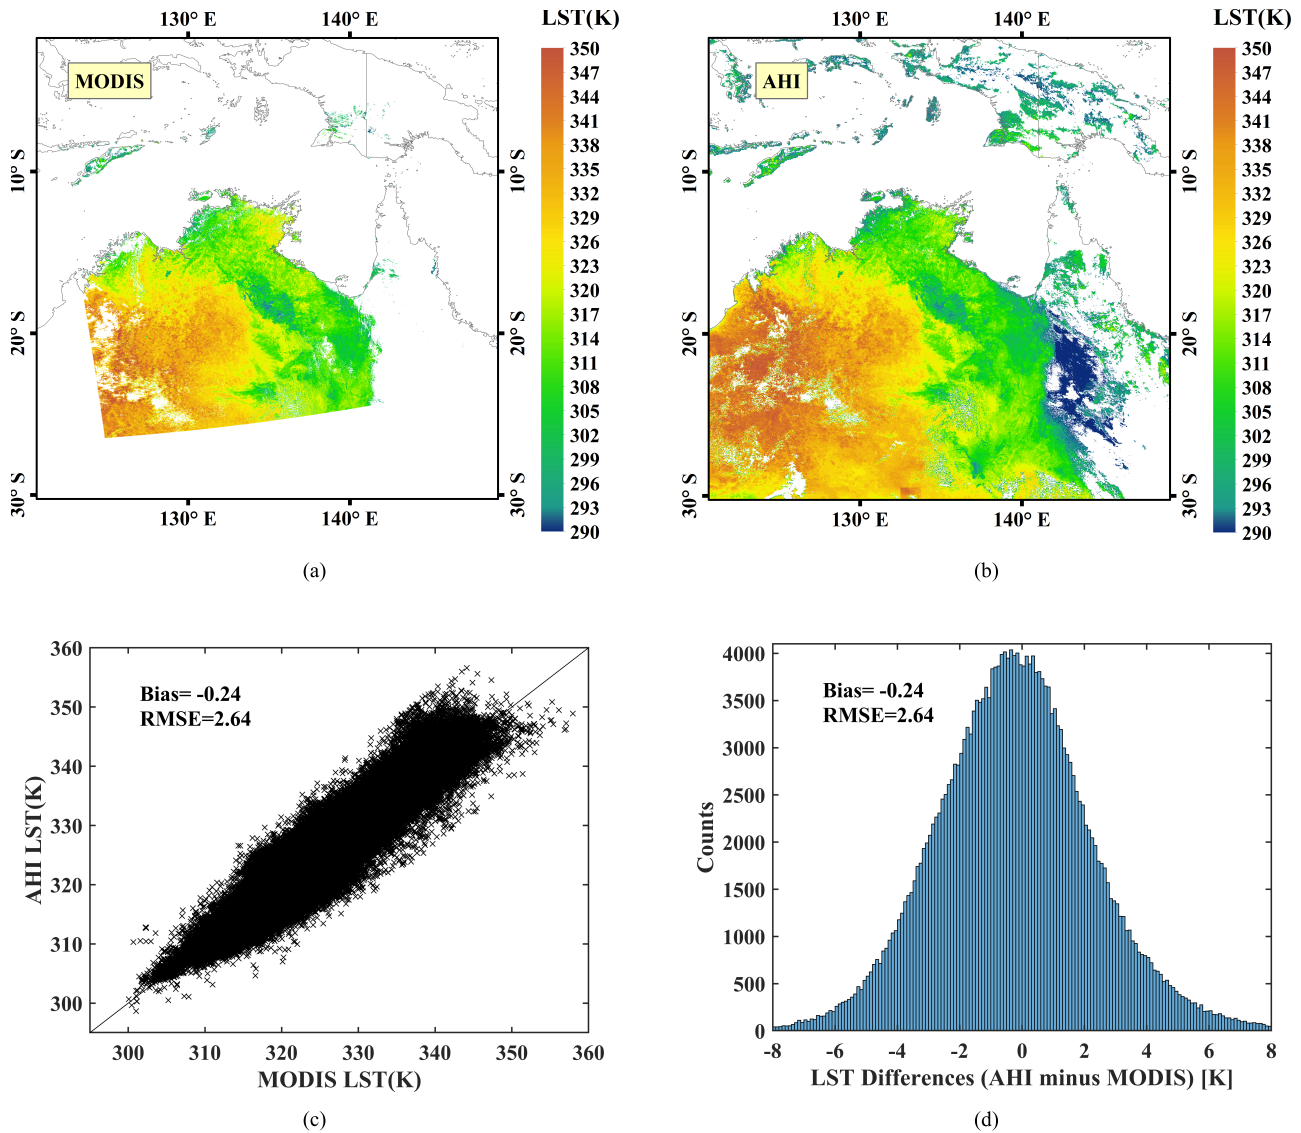 130° E 140° E LST(K)
MODIS
10° S 10° S
20° S 20° S
30° S 30° S
130° E 140° E
350
347
344
341
338
335
332
329
326
323
320
317
314
311
308
305
302
299
296
293
290
(a)
130° E 140° E LST(K)
AHI
10° S 10° S
20° S 20° S
30° S 30° S
130° E 140° E
350
347
344
341
338
335
332
329
326
323
320
317
314
311
308
305
302
299
296
293
290
(b)
Bias= -0.24
RMSE=2.64
AHI LST(K)
360
350
340
330
320
310
300
300 310 320 330 340 350 360
MODIS LST(K)
(c)
Bias= -0.24
RMSE=2.64
Counts
4000
3500
3000
2500
2000
1500
1000
500
0
-8 -6 -4 -2 0 2 4 6 8
LST Differences (AHI minus MODIS) [K]
(d)